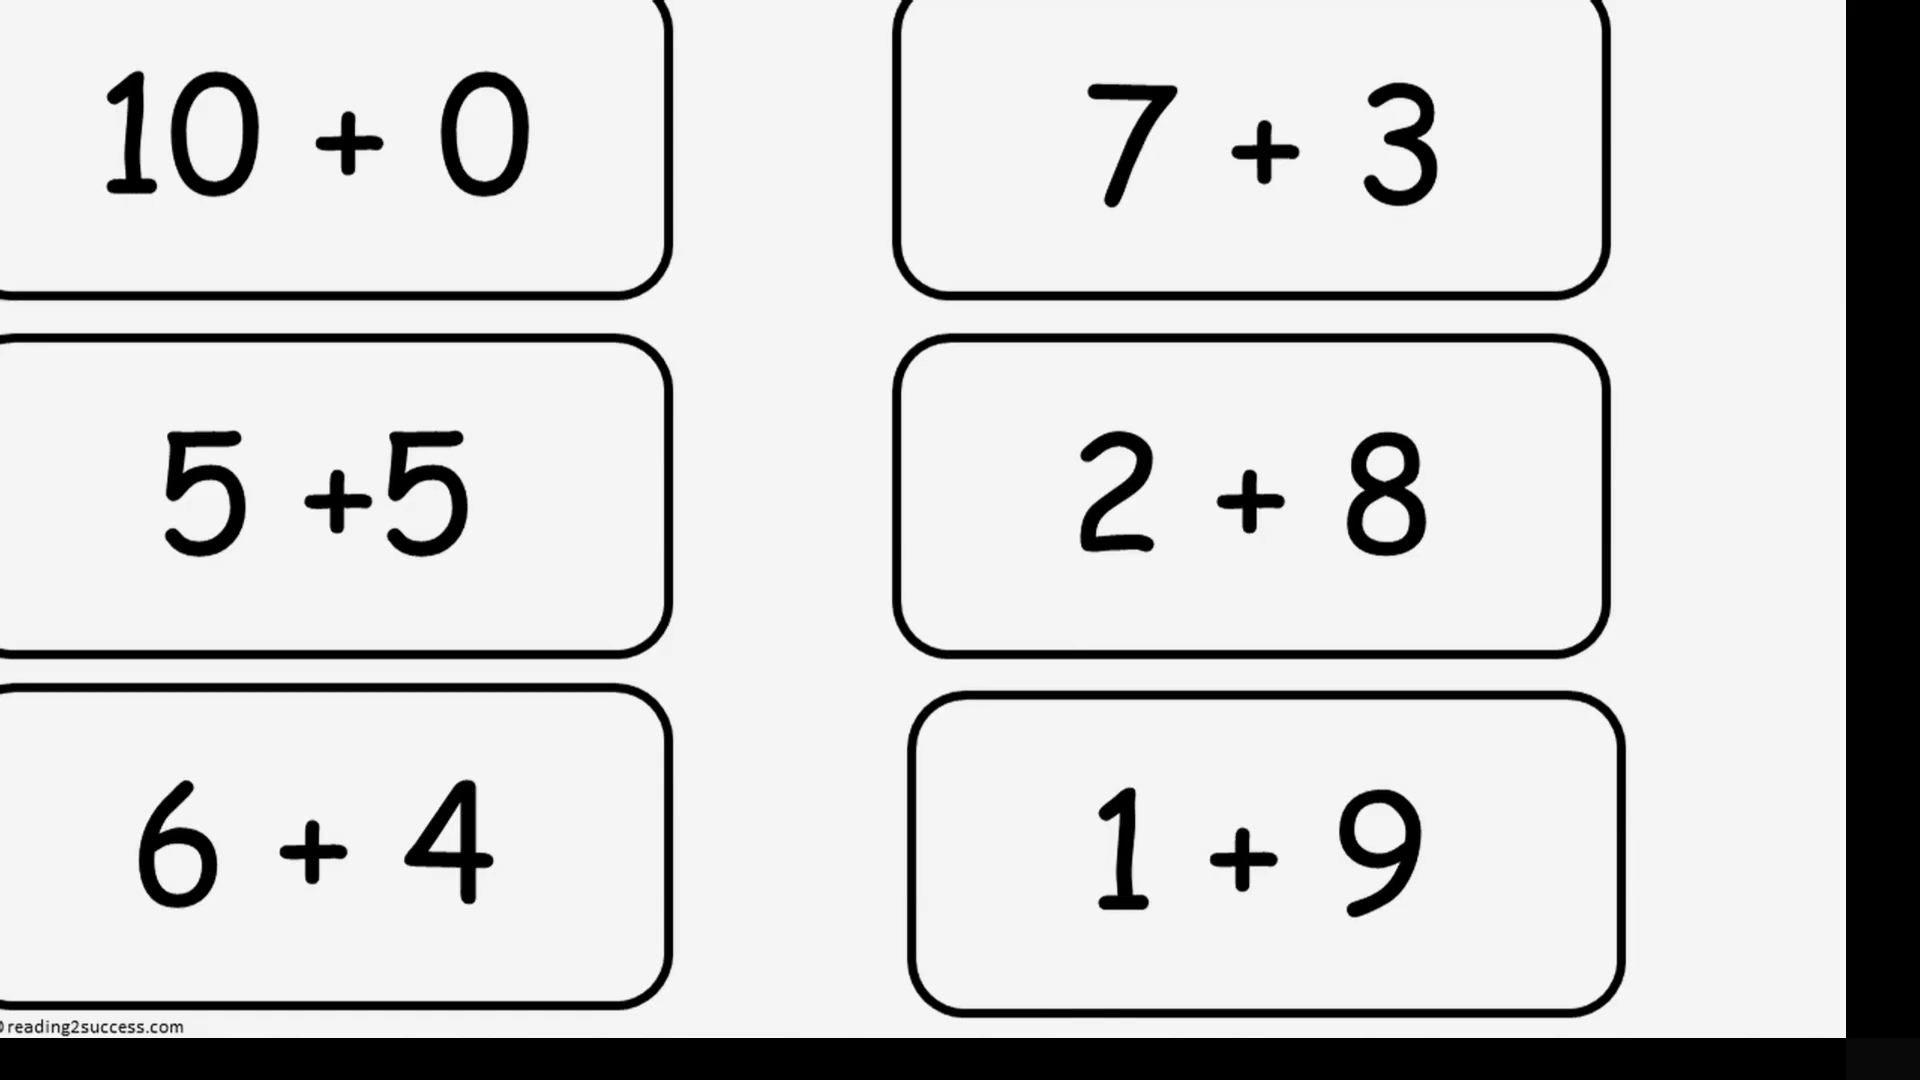 10 + 0
7 + 3
5 +5
2 + 8
6 + 4
1 + 9
reading2success.com